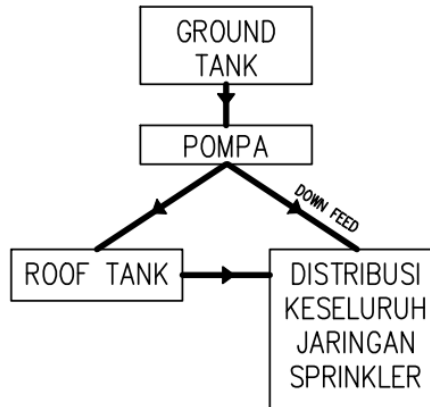 GROUND
TANK
POMPA
DOWN FEED
ROOF TANK
DISTRIBUSI
KESELURUH
JARINGAN
SPRINKLER